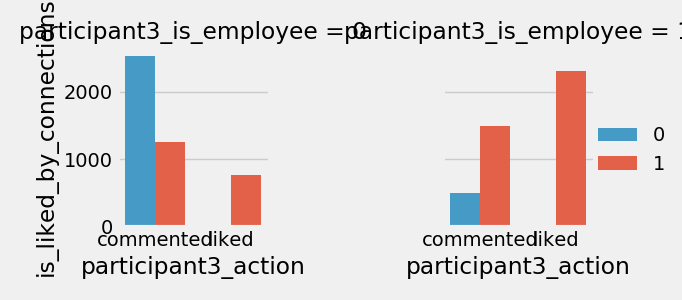 participant3_is_employee = 0
participant3_is_employee = 1
is_liked_by_connections
2000
1000
0
commented
liked
commented
liked
participant3_action
participant3_action
0
1